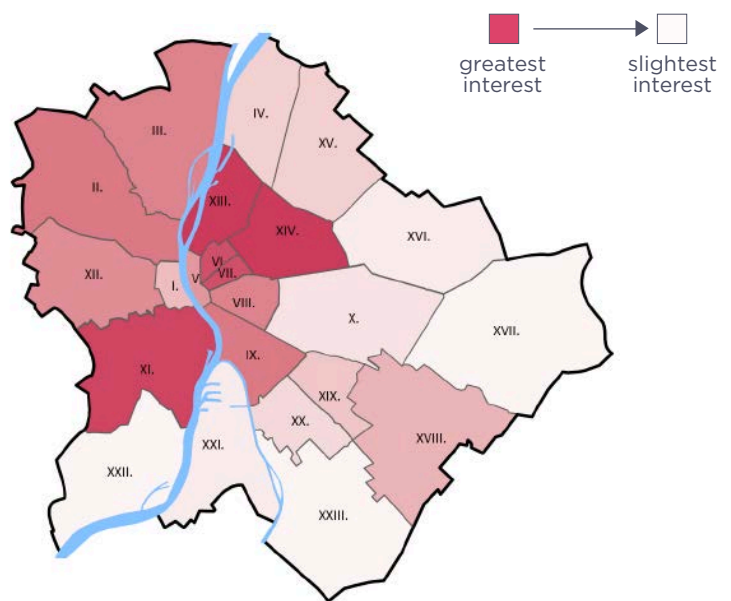 greatest
interest
slightest
interest
III.
IV.
XV.
II.
XIII.
XIV.
XVI.
XII.
I.
V.
VI.
VII.
VIII.
X.
XVII.
XI.
IX.
XIX.
XX.
XVIII.
XXI.
XXII.
XXIII.